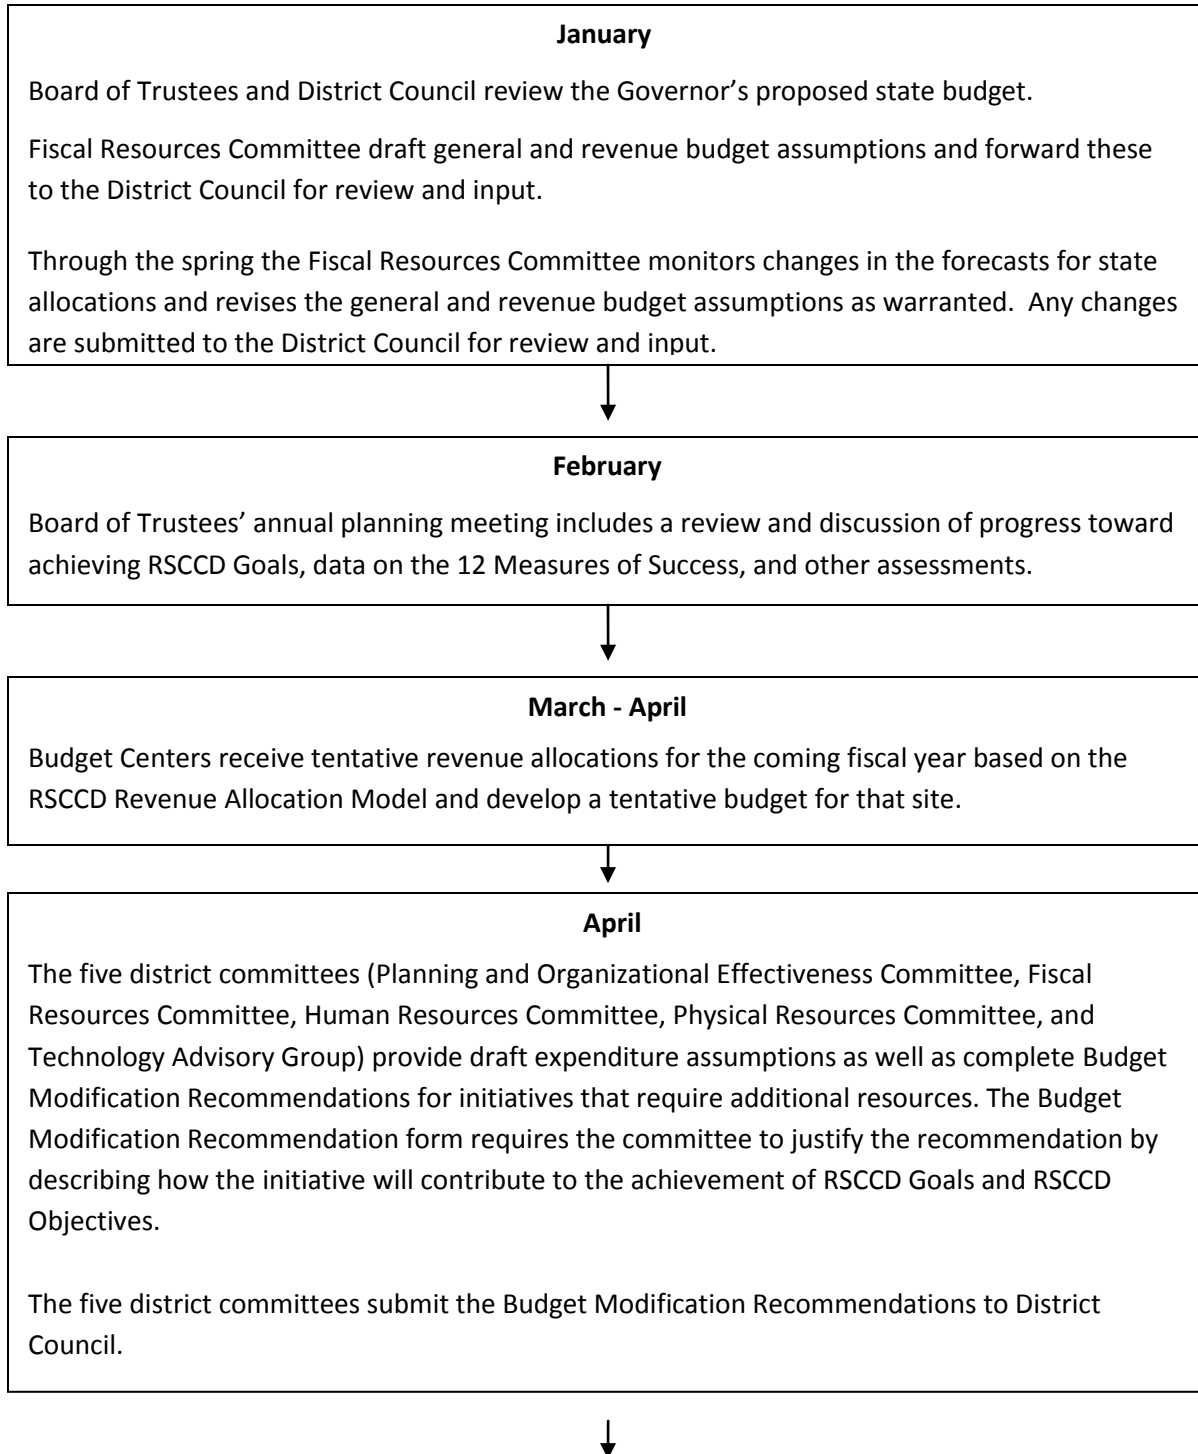 January
Board of Trustees and District Council review the Governor’s proposed state budget.
Fiscal Resources Committee draft general and revenue budget assumptions and forward these
to the District Council for review and input.
Through the spring the Fiscal Resources Committee monitors changes in the forecasts for state
allocations and revises the general and revenue budget assumptions as warranted.  Any changes
are submitted to the District Council for review and input.
February
Board of Trustees’ annual planning meeting includes a review and discussion of progress toward
achieving RSCCD Goals, data on the 12 Measures of Success, and other assessments.
March - April
Budget Centers receive tentative revenue allocations for the coming fiscal year based on the
RSCCD Revenue Allocation Model and develop a tentative budget for that site.
April
The five district committees (Planning and Organizational Effectiveness Committee, Fiscal
Resources Committee, Human Resources Committee, Physical Resources Committee, and
Technology Advisory Group) provide draft expenditure assumptions as well as complete Budget
Modification Recommendations for initiatives that require additional resources. The Budget
Modification Recommendation form requires the committee to justify the recommendation by
describing how the initiative will contribute to the achievement of RSCCD Goals and RSCCD
Objectives.
The five district committees submit the Budget Modification Recommendations to District
Council.